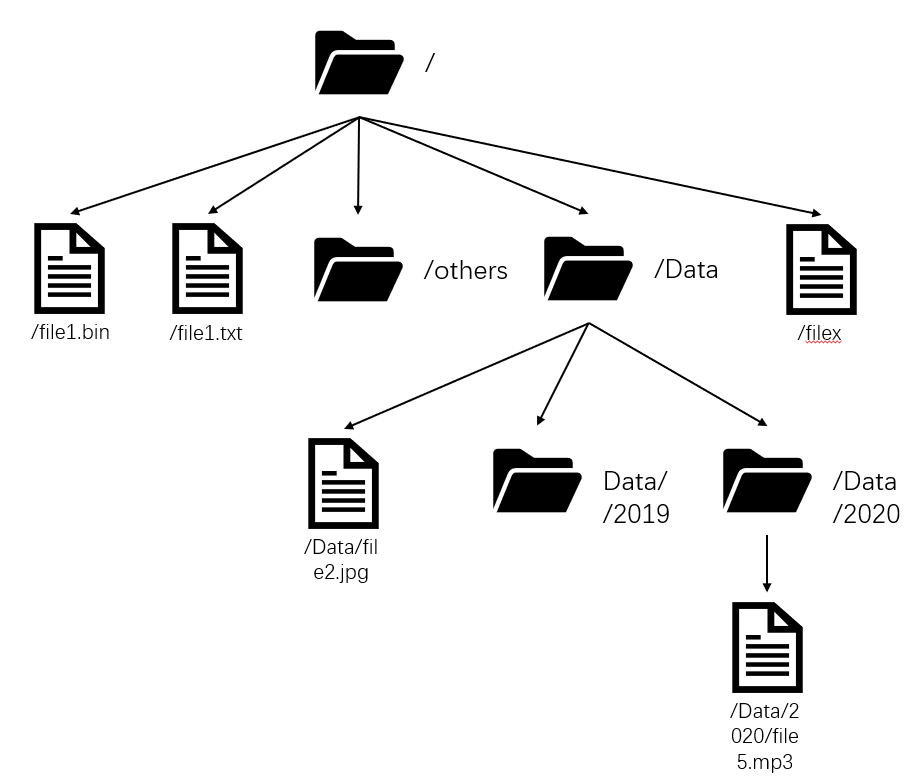 /
/file1.bin
/file1.txt
/others
/Data
/filex
/Data/fil
e2.jpg
Data/
/2019
/Data
/2020
/Data/2
020/file
5.mp3